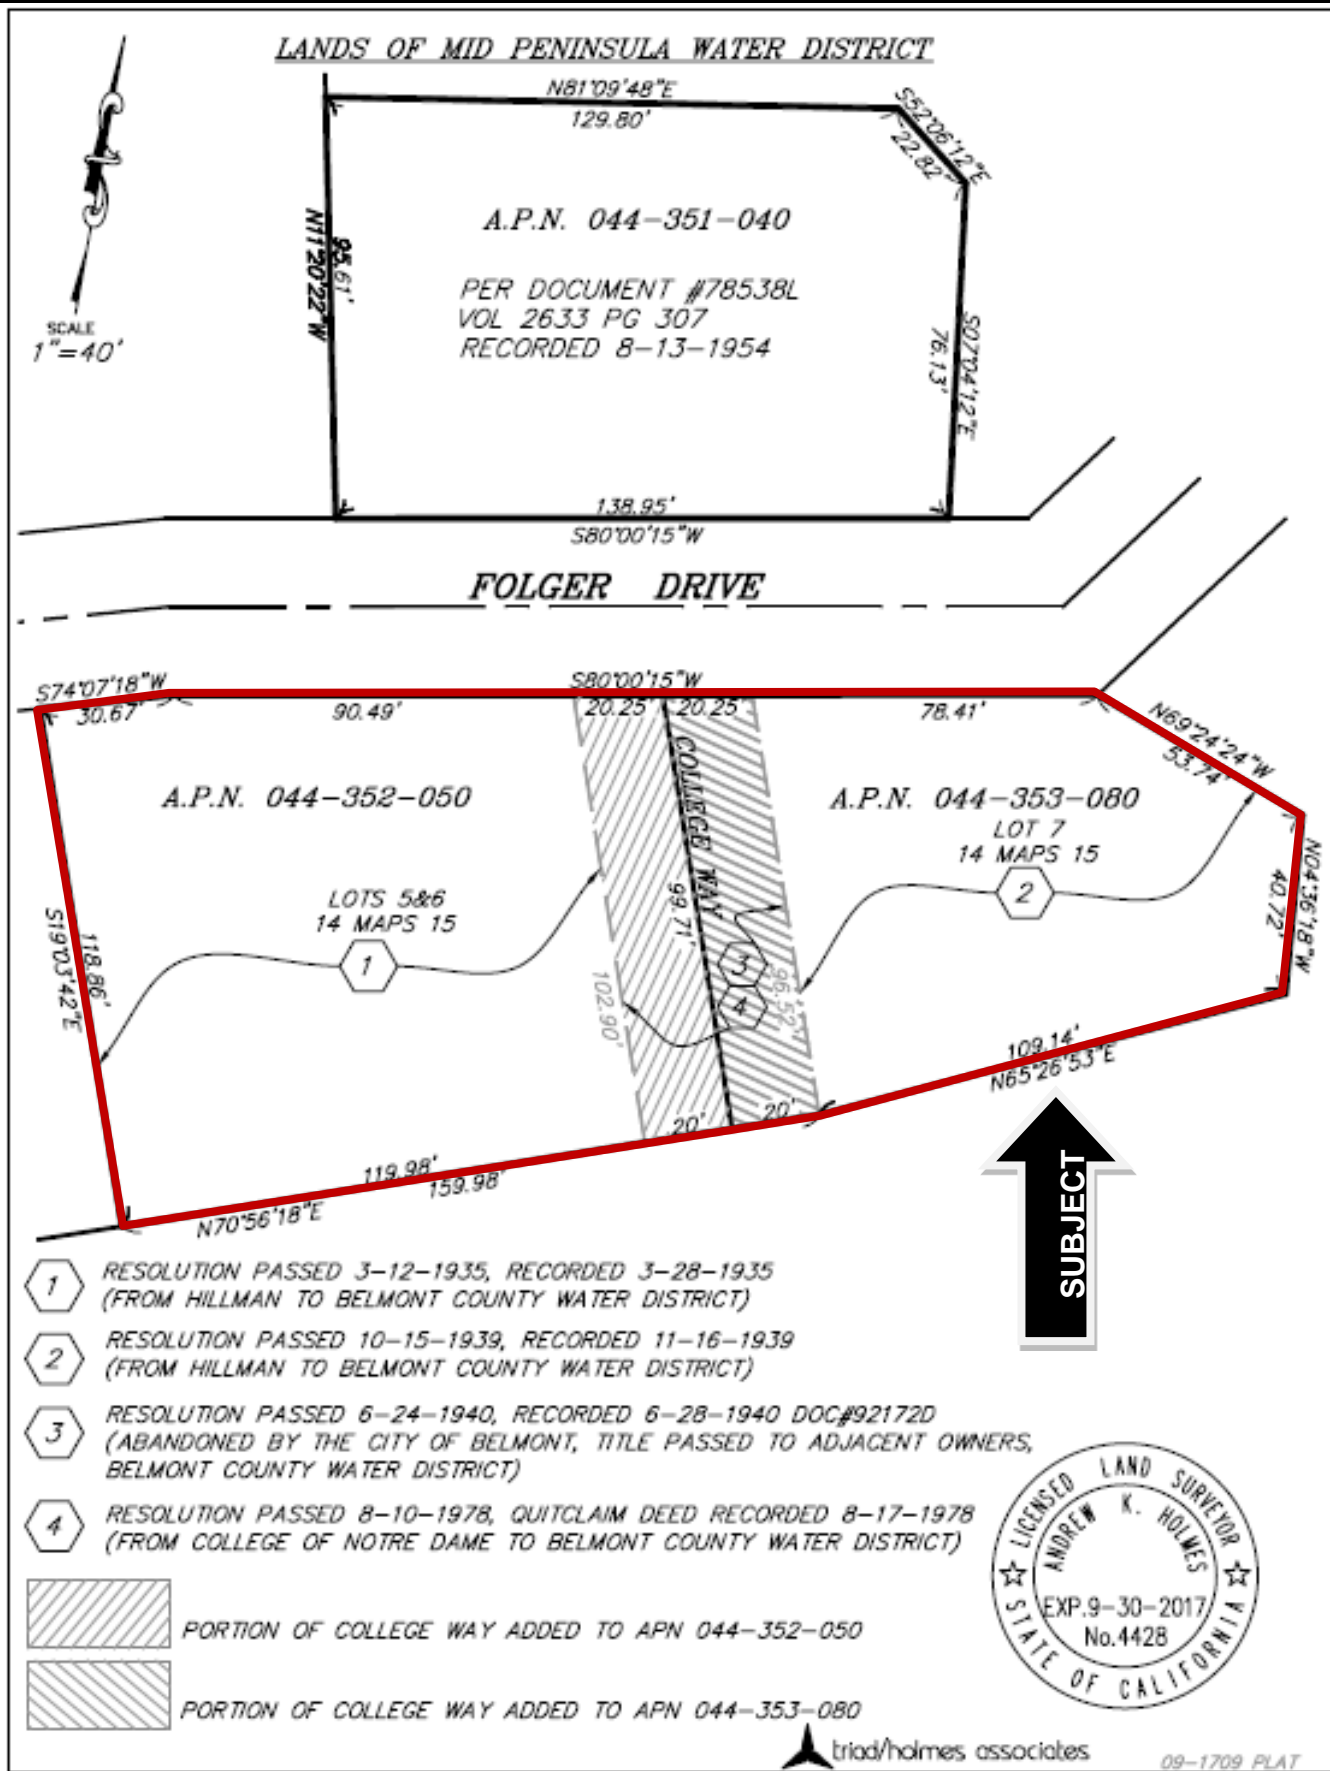 LANDS OF MID PENINSULA WATER DISTRICT
N81°09'48"E
129.80'
S52°06'12"E
22.82'
SCALE
1"=40'
N11°20'22"W
95.61'
A.P.N. 044-351-040
PER DOCUMENT #78538L
VOL 2633 PG 307
RECORDED 8-13-1954
76.13'
S07°04'12"E
138.95'
S80°00'15"W
FOLGER DRIVE
S74°07'18"W
30.67'
S80°00'15"W
90.49'
20.25'
20.25'
78.41'
N69°24'24"W
53.74'
A.P.N. 044-352-050
COLLEGE WAY
99.71'
A.P.N. 044-353-080
LOT 7
14 MAPS 15
2
N04°36'18"W
40.72'
LOTS 5&6
14 MAPS 15
1
S19°03'42"E
118.86'
3
4
102.90'
96.52'
109.14'
N65°26'53"E
20'
20'
119.98'
159.98'
N70°56'18"E
SUBJECT
1 RESOLUTION PASSED 3-12-1935, RECORDED 3-28-1935
(FROM HILLMAN TO BELMONT COUNTY WATER DISTRICT)
2 RESOLUTION PASSED 10-15-1939, RECORDED 11-16-1939
(FROM HILLMAN TO BELMONT COUNTY WATER DISTRICT)
3 RESOLUTION PASSED 6-24-1940, RECORDED 6-28-1940 DOC#92172D
(ABANDONED BY THE CITY OF BELMONT, TITLE PASSED TO ADJACENT OWNERS,
BELMONT COUNTY WATER DISTRICT)
4 RESOLUTION PASSED 8-10-1978, QUITCLAIM DEED RECORDED 8-17-1978
(FROM COLLEGE OF NOTRE DAME TO BELMONT COUNTY WATER DISTRICT)
PORTION OF COLLEGE WAY ADDED TO APN 044-352-050
PORTION OF COLLEGE WAY ADDED TO APN 044-353-080
LICENSED LAND SURVEYOR
ANDREW K. HOLMES
EXP.9-30-2017
No.4428
STATE OF CALIFORNIA
triad/holmes associates
09-1709 PLAT